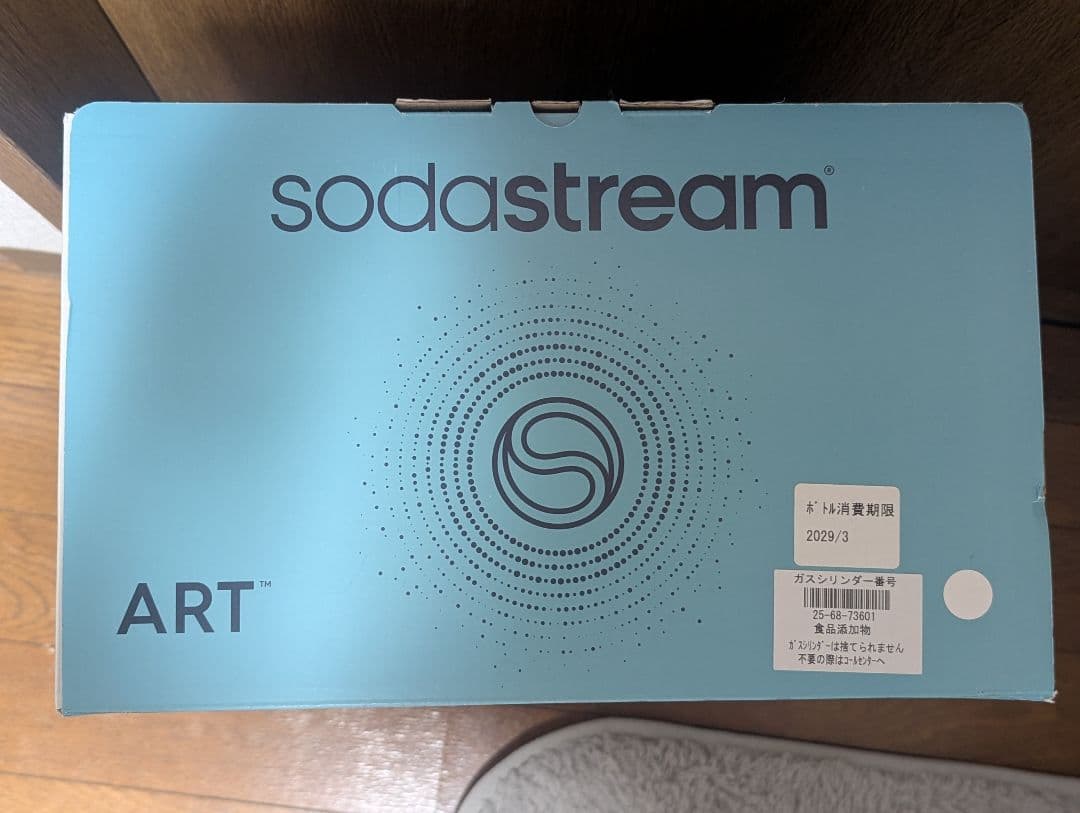 sodastream®
ART™
ﾎﾞﾄﾙ消費期限
2029/3
ガスシリンダー番号
25-68-73601
食品添加物
ｶﾞｽｼﾘﾝﾀﾞｰは捨てられません
不要の際はｺｰﾙｾﾝﾀｰへ